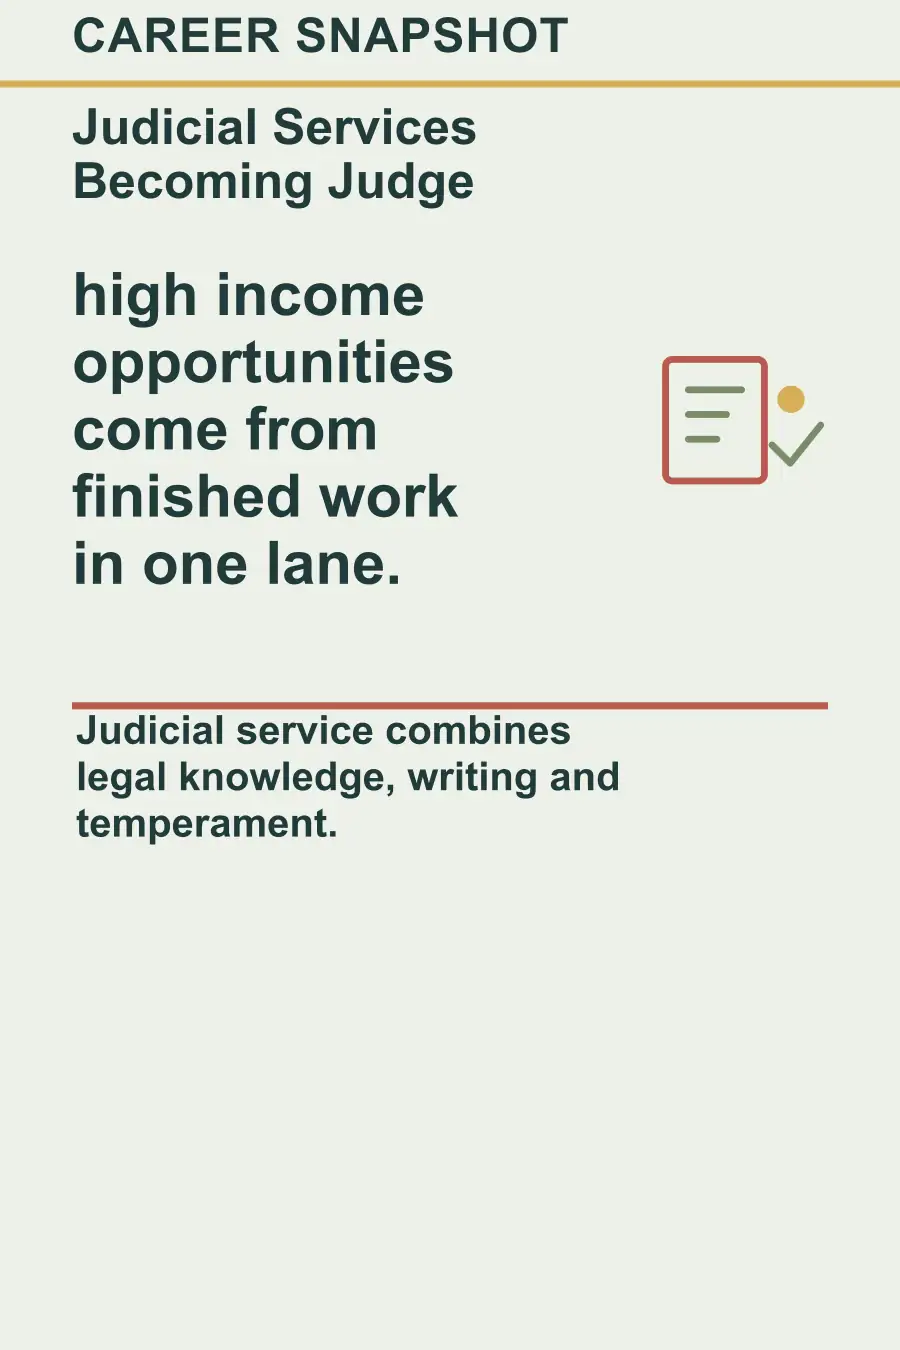 CAREER SNAPSHOT
Judicial Services
Becoming Judge
high income
opportunities
come from
finished work
in one lane.
Judicial service combines
legal knowledge, writing and
temperament.